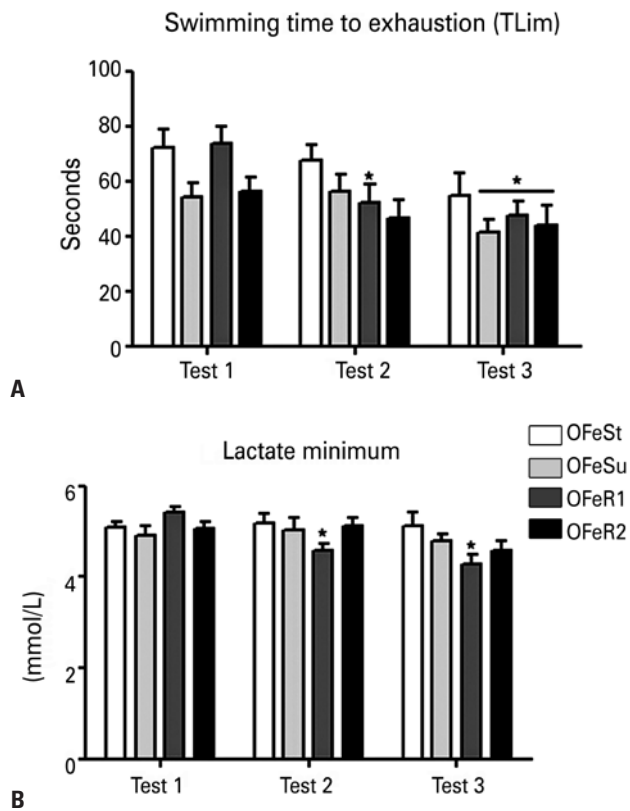 Swimming time to exhaustion (TLim)
100
80
60
40
20
0
Seconds
*
*
Test 1 Test 2 Test 3
A
Lactate minimum
OFeSt
OFeSu
OFeR1
OFeR2
6
4
2
0
(mmol/L)
*
*
Test 1 Test 2 Test 3
B